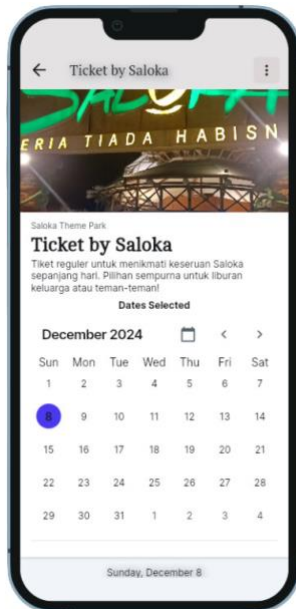 Ticket by Saloka
SALOKA
ERIA TIADA HABISN
Saloka Theme Park
Ticket by Saloka
Tiket reguler untuk menikmati keseruan Saloka
sepanjang hari. Pilihan sempurna untuk liburan
keluarga atau teman-teman!
Dates Selected
December 2024
Sun Mon Tue Wed Thu Fri Sat
1 2 3 4 5 6 7
8 9 10 11 12 13 14
15 16 17 18 19 20 21
22 23 24 25 26 27 28
29 30 31 1 2 3 4
Sunday, December 8